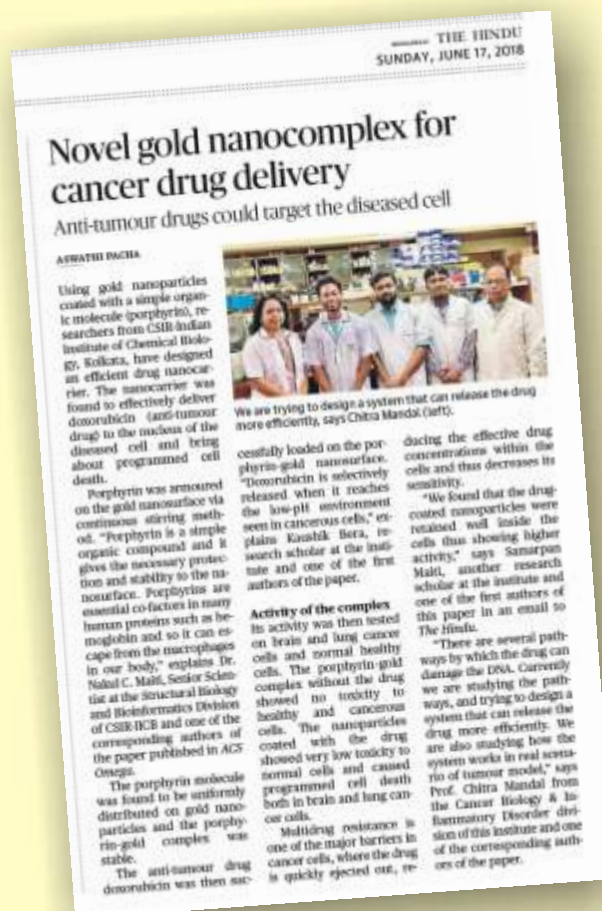 THE HINDU
SUNDAY, JUNE 17, 2018
Novel gold nanocomplex for
cancer drug delivery
Anti-tumour drugs could target the diseased cell
ASWATHI PACHA
Using gold nanoparticles
coated with a simple organ-
ic molecule (porphyrin), re-
searchers from CSIR-Indian
Institute of Chemical Biolo-
gy, Kolkata, have designed
an efficient drug nanocar-
rier. The nanocarrier was
found to effectively deliver
doxorubicin (anti-tumour
drug) to the nucleus of the
diseased cell and bring
about programmed cell
death.
Porphyrin was armoured
on the gold nanosurface via
continuous stirring meth-
od. “Porphyrin is a simple
organic compound and it
gives the necessary protec-
tion and stability to the na-
nosurface. Porphyrins are
essential co-factors in many
human proteins such as he-
moglobin and so it can es-
cape from the macrophages
in our body,” explains Dr.
Nakul C. Maiti, Senior Scien-
tist at the Structural Biology
and Bioinformatics Division
of CSIR-IICB and one of the
corresponding authors of
the paper published in ACS
Omega.
The porphyrin molecule
was found to be uniformly
distributed on gold nano-
particles and the porphy-
rin-gold complex was
stable.
The anti-tumour drug
doxorubicin was then suc-
We are trying to design a system that can release the drug
more efficiently, says Chitra Mandal (left).
cessfully loaded on the por-
phyrin-gold nanosurface.
“Doxorubicin is selectively
released when it reaches
the low-pH environment
seen in cancerous cells,” ex-
plains Kaushik Bera, re-
search scholar at the insti-
tute and one of the first
authors of the paper.
Activity of the complex
Its activity was then tested
on brain and lung cancer
cells and normal healthy
cells. The porphyrin-gold
complex without the drug
showed no toxicity to
healthy and cancerous
cells. The nanoparticles
coated with the drug
showed very low toxicity to
normal cells and caused
programmed cell death
both in brain and lung can-
cer cells.
Multidrug resistance is
one of the major barriers in
cancer cells, where the drug
is quickly ejected out, re-
ducing the effective drug
concentrations within the
cells and thus decreases its
sensitivity.
“We found that the drug-
coated nanoparticles were
retained well inside the
cells thus showing higher
activity,” says Samarpan
Maiti, another research
scholar at the institute and
one of the first authors of
this paper in an email to
The Hindu.
“There are several path-
ways by which the drug can
damage the DNA. Currently
we are studying the path-
ways, and trying to design a
system that can release the
drug more efficiently. We
are also studying how the
system works in real scena-
rio of tumour model,” says
Prof. Chitra Mandal from
the Cancer Biology & In-
flammatory Disorder divi-
sion of this institute and one
of the corresponding auth-
ors of the paper.